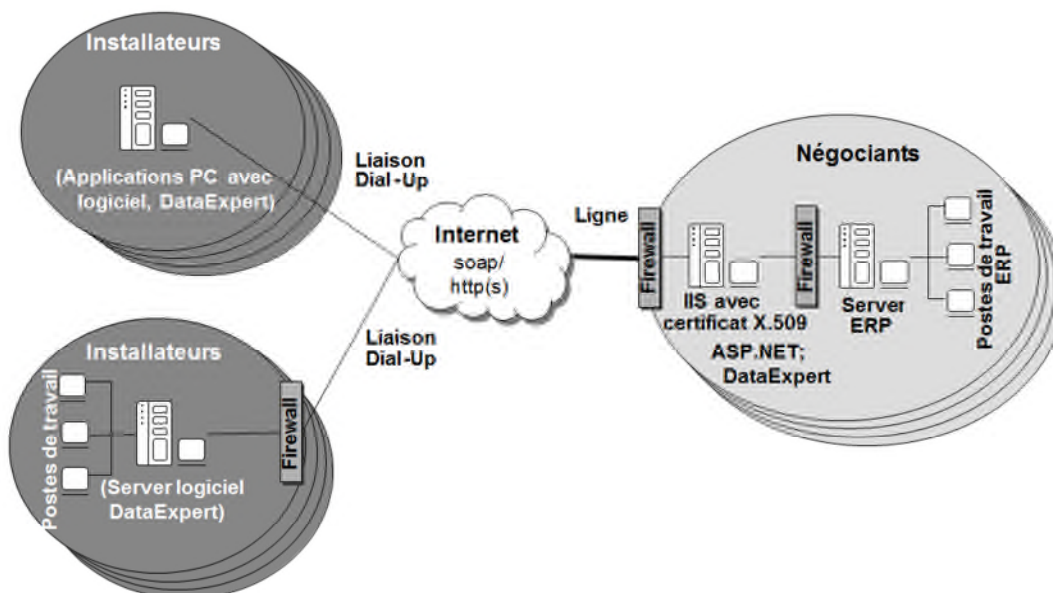 Installateurs
(Applications PC avec
logiciel, DataExpert)
Liaison
Dial-Up
Internet
soap/
http(s)
Liaison
Dial-Up
Installateurs
Postes de travail
(Server logiciel
DataExpert)
Firewall
Ligne
Négociants
Firewall
IIS avec
certificat X.509
ASP.NET;
DataExpert
Firewall
Server
ERP
Postes de travail
ERP